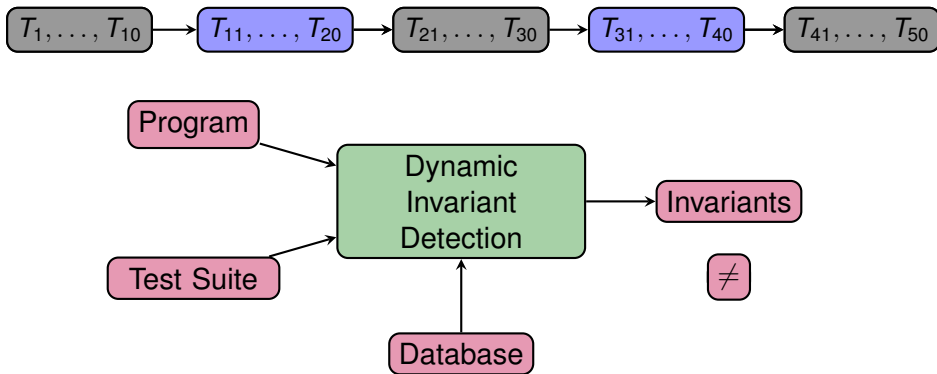 T₁, . . . , T₁₀ T₁₁, . . . , T₂₀ T₂₁, . . . , T₃₀ T₃₁, . . . , T₄₀ T₄₁, . . . , T₅₀
Program
Dynamic
Invariant
Detection
Invariants
Test Suite
≠
Database